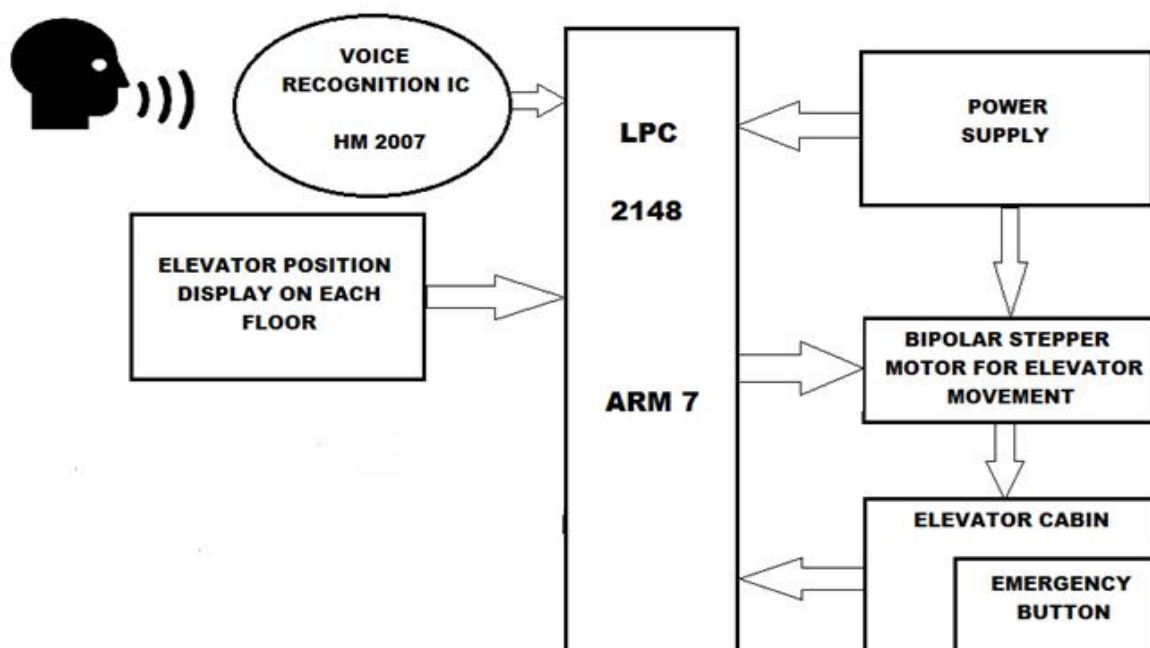 VOICE
RECOGNITION IC
HM 2007
ELEVATOR POSITION
DISPLAY ON EACH
FLOOR
LPC
2148
ARM 7
POWER
SUPPLY
BIPOLAR STEPPER
MOTOR FOR ELEVATOR
MOVEMENT
ELEVATOR CABIN
EMERGENCY
BUTTON